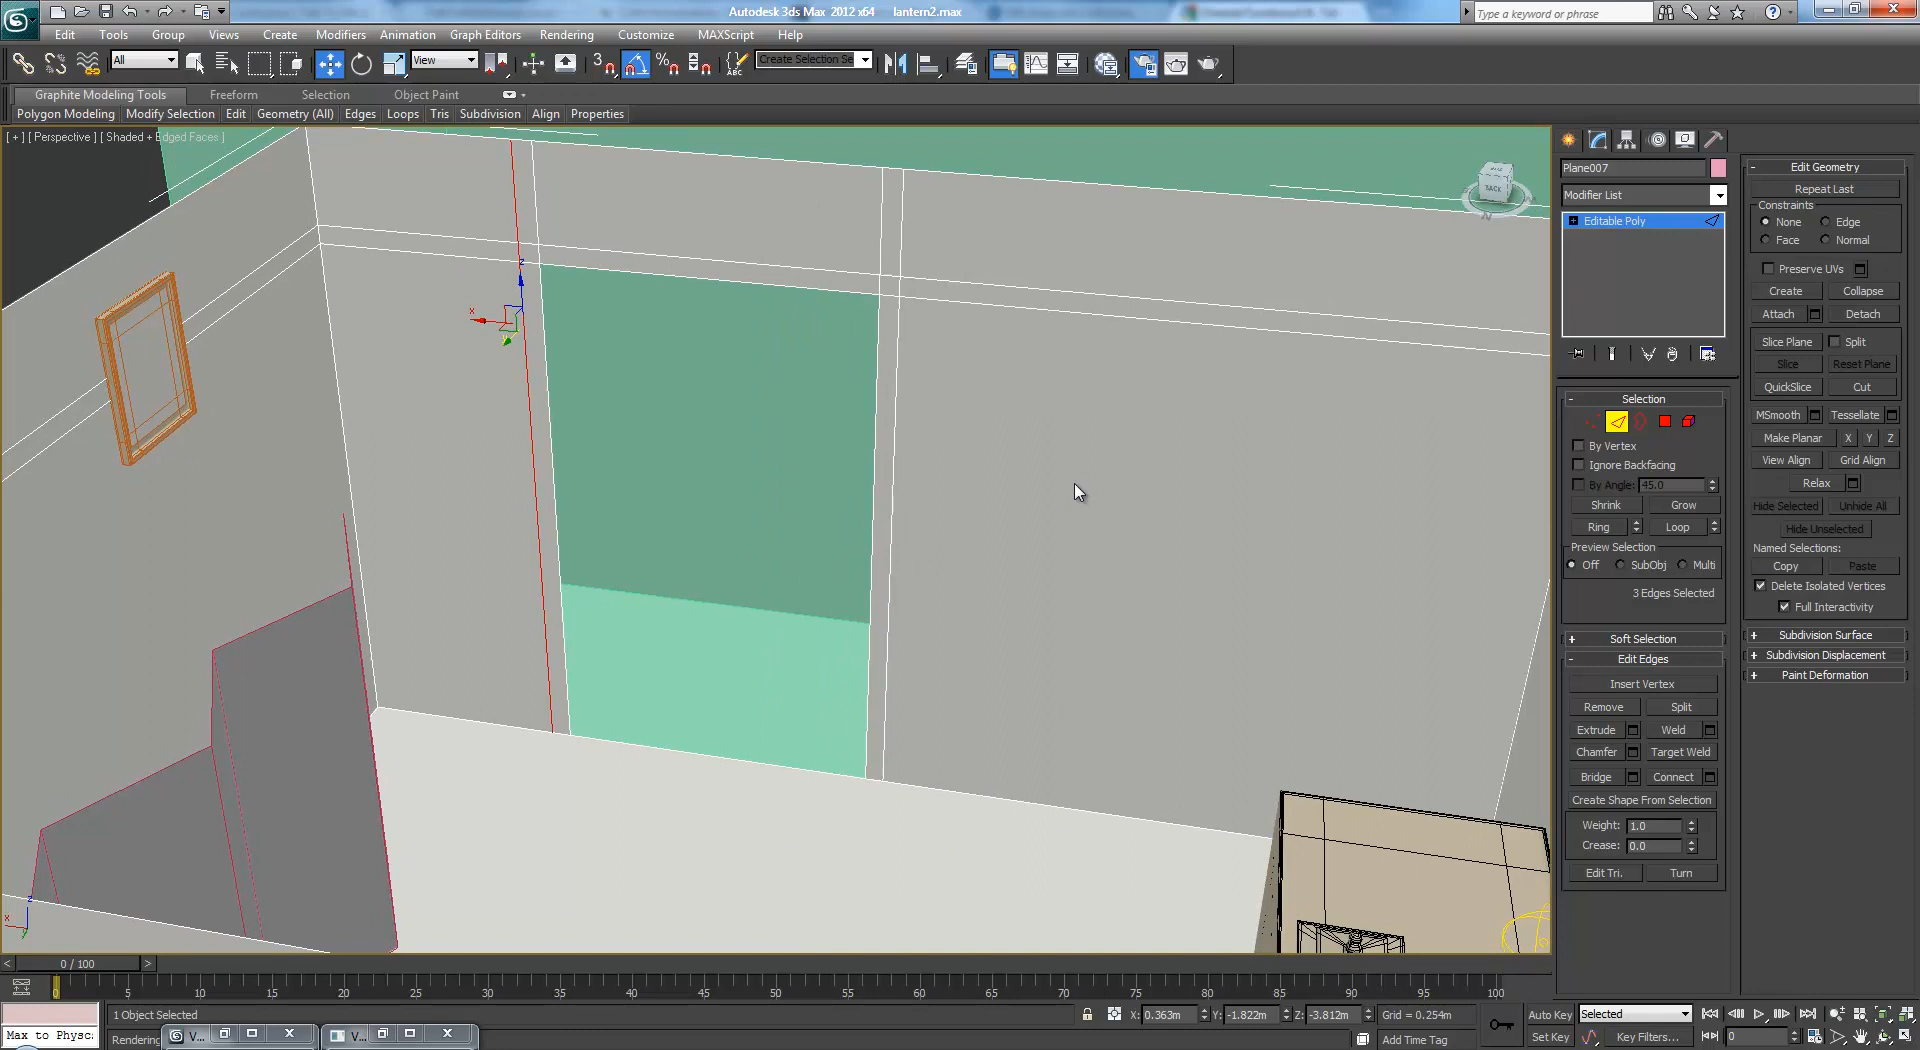 Autodesk 3ds Max 2012 x64 lantern2.max
Type a keyword or phrase
Edit Tools Group Views Create Modifiers Animation Graph Editors Rendering Customize MAXScript Help
All View 3 Create Selection Se
Graphite Modeling Tools Freeform Selection Object Paint
Polygon Modeling Modify Selection Edit Geometry (All) Edges Loops Tris Subdivision Align Properties
[ + ] [ Perspective ] [ Shaded + Edged Faces ]
BACK
z
x
z
x
y
Plane007
Modifier List
Editable Poly
Selection
By Vertex
Ignore Backfacing
By Angle: 45.0
Shrink Grow
Ring Loop
Preview Selection
Off SubObj Multi
3 Edges Selected
+ Soft Selection
- Edit Edges
Insert Vertex
Remove Split
Extrude Weld
Chamfer Target Weld
Bridge Connect
Create Shape From Selection
Weight: 1.0
Crease: 0.0
Edit Tri. Turn
- Edit Geometry
Repeat Last
Constraints
None Edge
Face Normal
Preserve UVs
Create Collapse
Attach Detach
Slice Plane Split
Slice Reset Plane
QuickSlice Cut
MSmooth Tessellate
Make Planar X Y Z
View Align Grid Align
Relax
Hide Selected Unhide All
Hide Unselected
Named Selections:
Copy Paste
Delete Isolated Vertices
Full Interactivity
+ Subdivision Surface
+ Subdivision Displacement
+ Paint Deformation
< 0 / 100 >
0 5 10 15 20 25 30 35 40 45 50 55 60 65 70 75 80 85 90 95 100
1 Object Selected X: 0.363m Y: -1.822m Z: -3.812m Grid = 0.254m Auto Key Selected
Max to Physc Rendering V... V... Add Time Tag Set Key Key Filters... 0